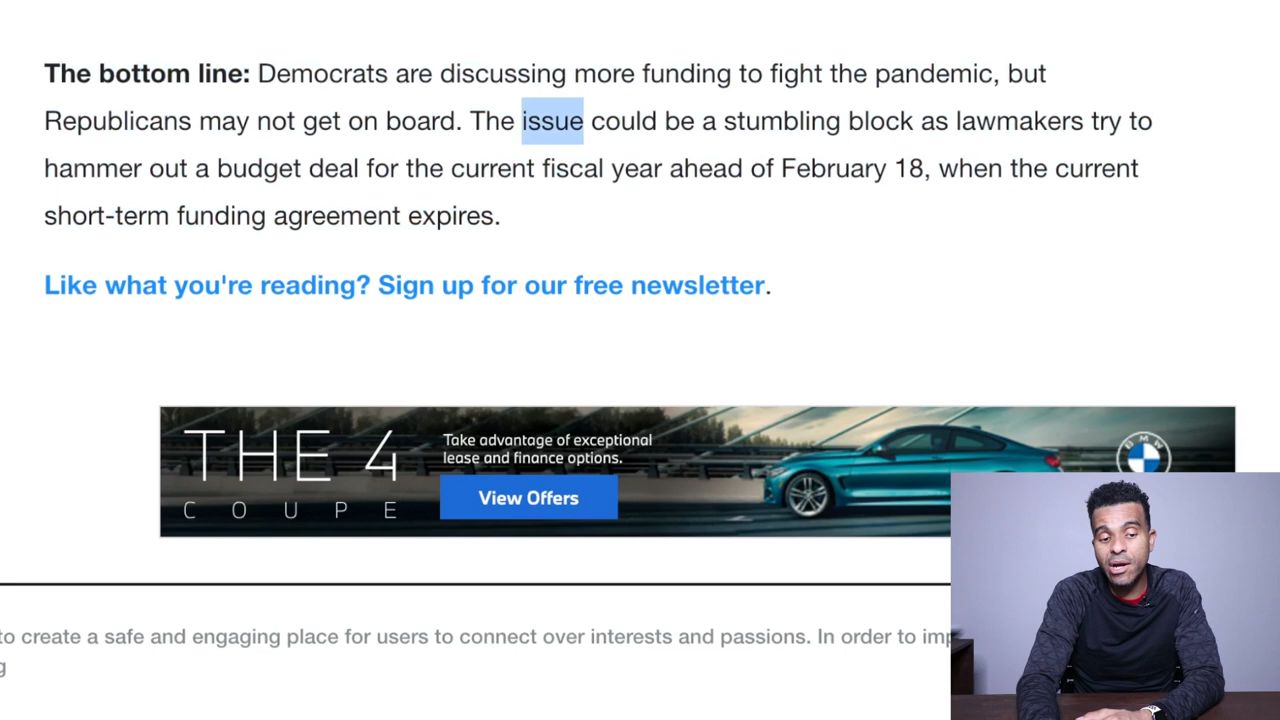 The bottom line: Democrats are discussing more funding to fight the pandemic, but
Republicans may not get on board. The issue could be a stumbling block as lawmakers try to
hammer out a budget deal for the current fiscal year ahead of February 18, when the current
short-term funding agreement expires.
Like what you're reading? Sign up for our free newsletter.
THE 4
COUPE
Take advantage of exceptional
lease and finance options.
View Offers
BMW
to create a safe and engaging place for users to connect over interests and passions. In order to